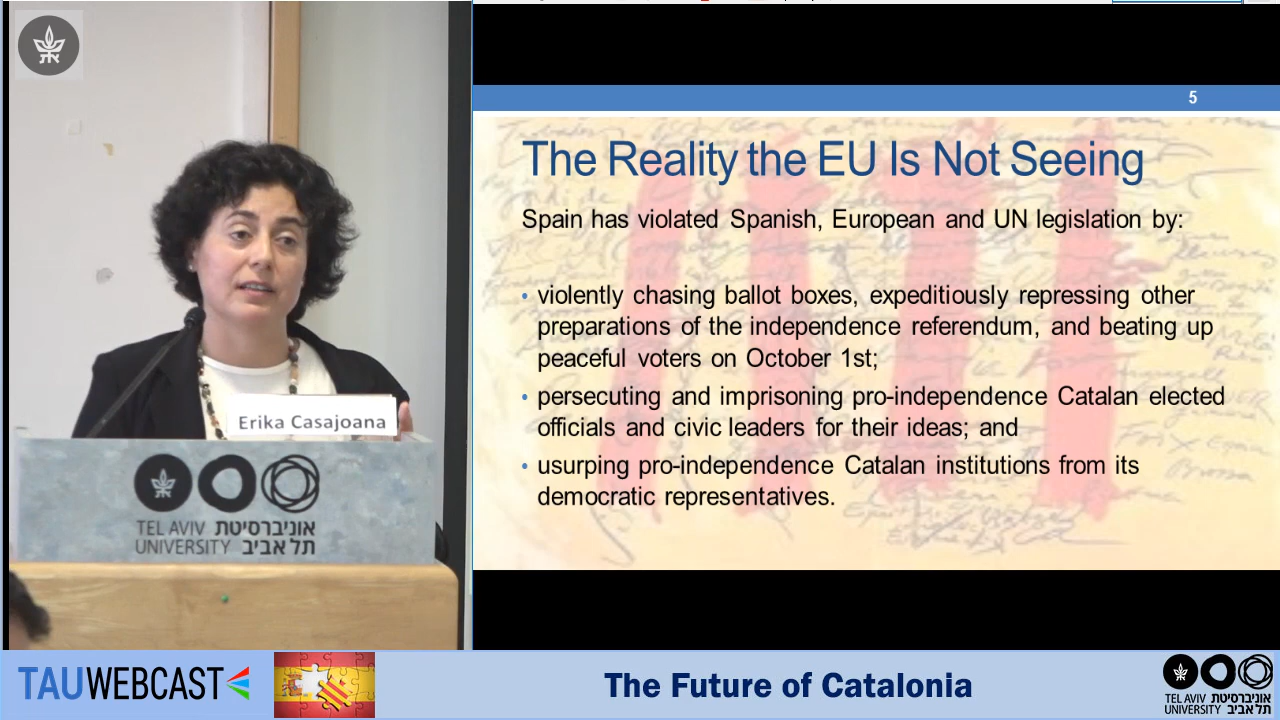 את
5
The Reality the EU Is Not Seeing
Spain has violated Spanish, European and UN legislation by:
• violently chasing ballot boxes, expeditiously repressing other
preparations of the independence referendum, and beating up
peaceful voters on October 1st;
• persecuting and imprisoning pro-independence Catalan elected
officials and civic leaders for their ideas; and
• usurping pro-independence Catalan institutions from its
democratic representatives.
Erika Casajoana
TEL AVIV אוניברסיטת
UNIVERSITY תל אביב
TAUWEBCAST
The Future of Catalonia
TEL AVIV אוניברסיטת
UNIVERSITY תל אביב